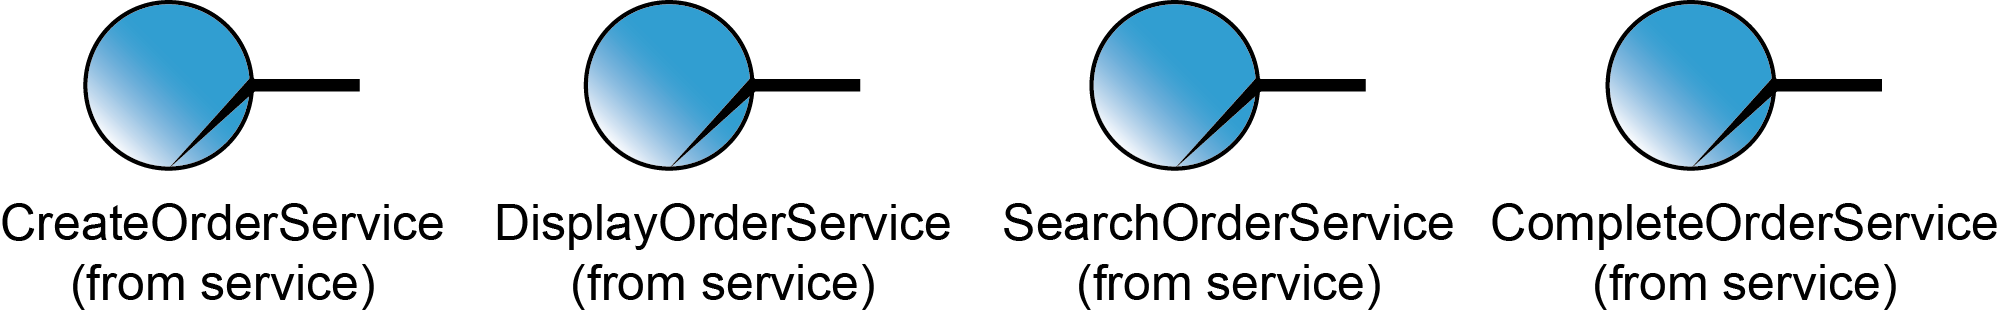 CreateOrderService
(from service)
DisplayOrderService
(from service)
SearchOrderService
(from service)
CompleteOrderService
(from service)